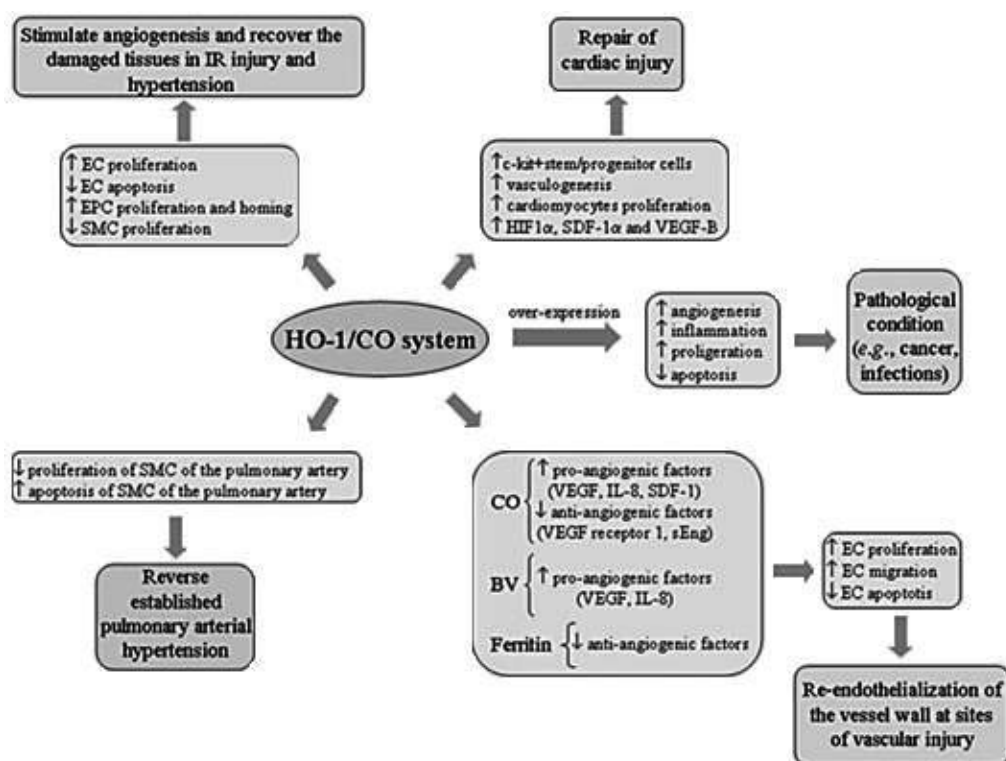 Stimulate angiogenesis and recover the
damaged tissues in IR injury and
hypertension
↑ EC proliferation
↓ EC apoptosis
↑ EPC proliferation and homing
↓ SMC proliferation
Repair of
cardiac injury
↑ c-kit+stem/progenitor cells
↑ vasculogenesis
↑ cardiomyocytes proliferation
↑ HIF1α, SDF-1α and VEGF-B
HO-1/CO system
over-expression
↑ angiogenesis
↑ inflammation
↑ proligeration
↓ apoptosis
Pathological
condition
(e.g., cancer,
infections)
↓ proliferation of SMC of the pulmonary artery
↑ apoptosis of SMC of the pulmonary artery
Reverse
established
pulmonary arterial
hypertension
CO
↑ pro-angiogenic factors
(VEGF, IL-8, SDF-1)
↓ anti-angiogenic factors
(VEGF receptor 1, sEng)
BV
↑ pro-angiogenic factors
(VEGF, IL-8)
Ferritin
↓ anti-angiogenic factors
↑ EC proliferation
↑ EC migration
↓ EC apoptotis
Re-endothelialization of
the vessel wall at sites
of vascular injury